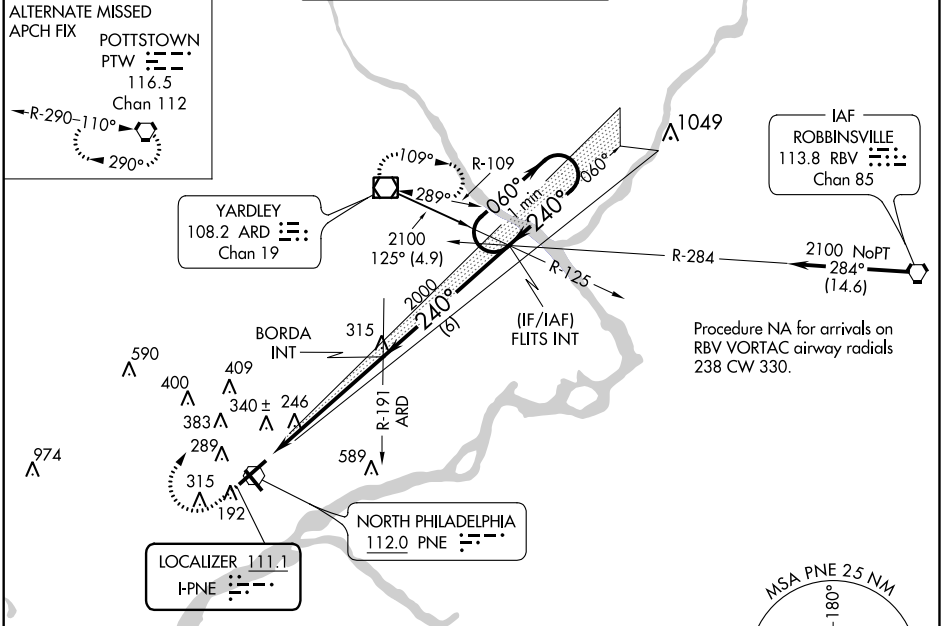 ALTERNATE MISSED
APCH FIX
POTTSTOWN
PTW
116.5
Chan 112
R-290
110°
290°
1049
IAF
ROBBINSVILLE
113.8 RBV
Chan 85
109°
R-109
289°
060°
1 min
060°
240°
YARDLEY
108.2 ARD
Chan 19
2100
125° (4.9)
R-284
2100 NoPT
284°
(14.6)
R-125
2000
240°
(6)
(IF/IAF)
FLITS INT
BORDA
INT
315
Procedure NA for arrivals on
RBV VORTAC airway radials
238 CW 330.
590
409
400
383
340 ±
246
R-191
ARD
289
974
589
315
192
NORTH PHILADELPHIA
112.0 PNE
LOCALIZER 111.1
I-PNE
MSA PNE 25 NM
180°